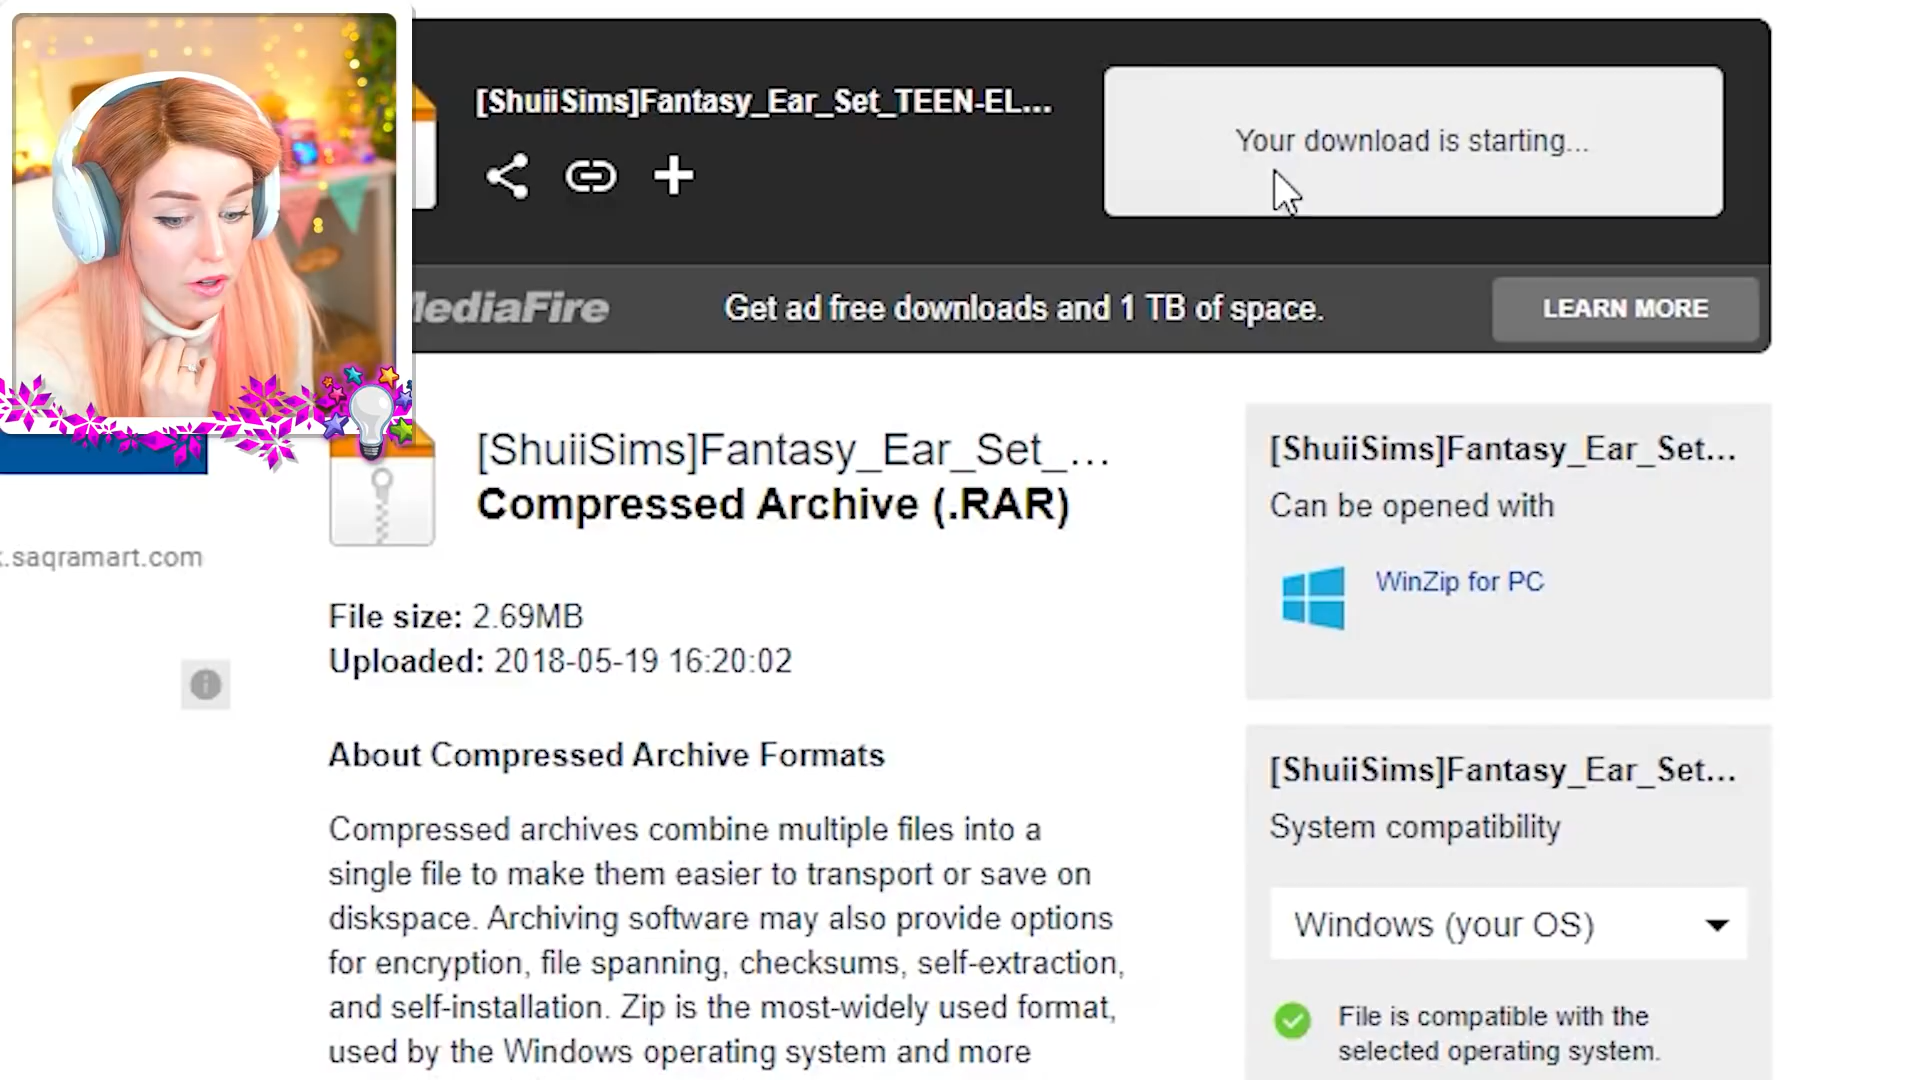 [ShuiiSims]Fantasy_Ear_Set_TEEN-EL...
Your download is starting...
MediaFire
Get ad free downloads and 1 TB of space.
LEARN MORE
[ShuiiSims]Fantasy_Ear_Set_...
Compressed Archive (.RAR)
.saqramart.com
File size: 2.69MB
Uploaded: 2018-05-19 16:20:02
About Compressed Archive Formats
Compressed archives combine multiple files into a
single file to make them easier to transport or save on
diskspace. Archiving software may also provide options
for encryption, file spanning, checksums, self-extraction,
and self-installation. Zip is the most-widely used format,
used by the Windows operating system and more
[ShuiiSims]Fantasy_Ear_Set...
Can be opened with
WinZip for PC
[ShuiiSims]Fantasy_Ear_Set...
System compatibility
Windows (your OS)
File is compatible with the
selected operating system.